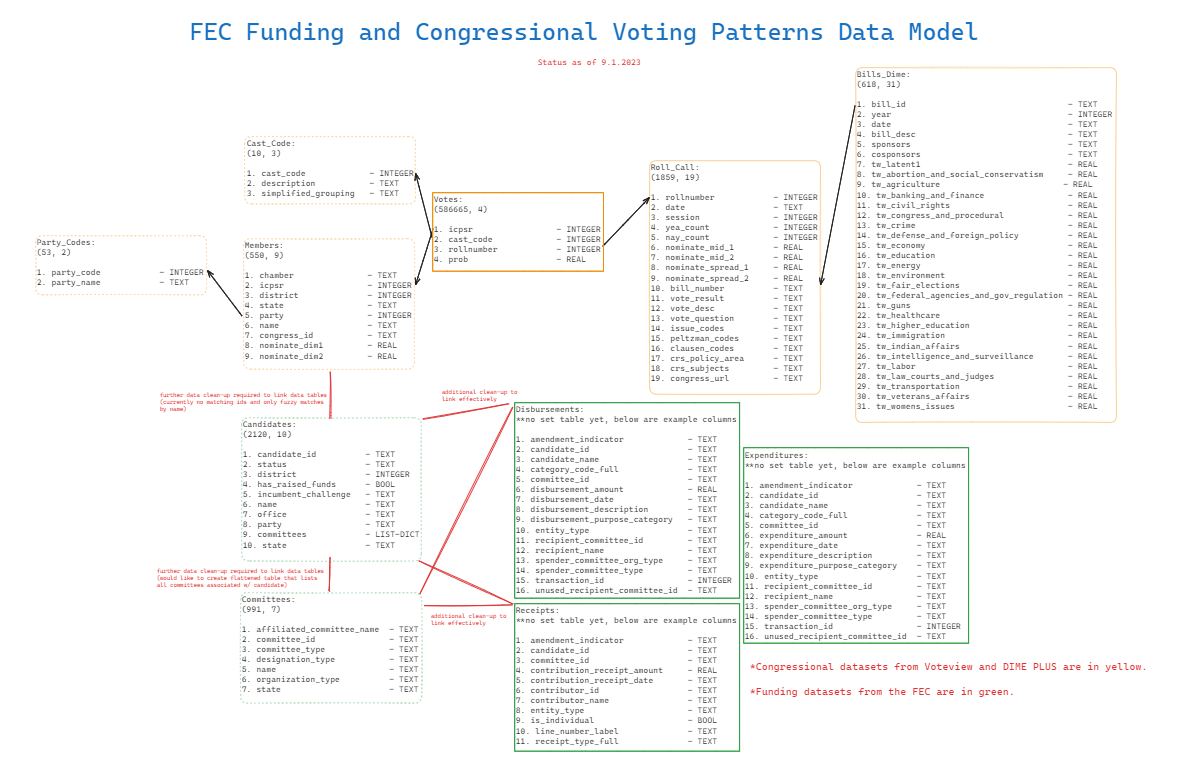 FEC Funding and Congressional Voting Patterns Data Model
Status as of 9.1.2023
Bills_Dime:
(618, 31)
1. bill_id – TEXT
2. year – INTEGER
3. date – TEXT
4. bill_desc – TEXT
5. sponsors – TEXT
6. cosponsors – TEXT
7. tw_latent1 – REAL
8. tw_abortion_and_social_conservatism – REAL
9. tw_agriculture – REAL
10. tw_banking_and_finance – REAL
11. tw_civil_rights – REAL
12. tw_congress_and_procedural – REAL
13. tw_crime – REAL
14. tw_defense_and_foreign_policy – REAL
15. tw_economy – REAL
16. tw_education – REAL
17. tw_energy – REAL
18. tw_environment – REAL
19. tw_fair_elections – REAL
20. tw_federal_agencies_and_gov_regulation – REAL
21. tw_guns – REAL
22. tw_healthcare – REAL
23. tw_higher_education – REAL
24. tw_immigration – REAL
25. tw_indian_affairs – REAL
26. tw_intelligence_and_surveillance – REAL
27. tw_labor – REAL
28. tw_law_courts_and_judges – REAL
29. tw_transportation – REAL
30. tw_veterans_affairs – REAL
31. tw_womens_issues – REAL
Cast_Code:
(10, 3)
1. cast_code – INTEGER
2. description – TEXT
3. simplified_grouping – TEXT
Roll_Call:
(1859, 19)
1. rollnumber – INTEGER
2. date – TEXT
3. session – INTEGER
4. yea_count – INTEGER
5. nay_count – INTEGER
6. nominate_mid_1 – REAL
7. nominate_mid_2 – REAL
8. nominate_spread_1 – REAL
9. nominate_spread_2 – REAL
10. bill_number – TEXT
11. vote_result – TEXT
12. vote_desc – TEXT
13. vote_question – TEXT
14. issue_codes – TEXT
15. peltzman_codes – TEXT
16. clausen_codes – TEXT
17. crs_policy_area – TEXT
18. crs_subjects – TEXT
19. congress_url – TEXT
Votes:
(586665, 4)
1. icpsr – INTEGER
2. cast_code – INTEGER
3. rollnumber – INTEGER
4. prob – REAL
Party_Codes:
(53, 2)
1. party_code – INTEGER
2. party_name – TEXT
Members:
(550, 9)
1. chamber – TEXT
2. icpsr – INTEGER
3. district – INTEGER
4. state – TEXT
5. party – INTEGER
6. name – TEXT
7. congress_id – TEXT
8. nominate_dim1 – REAL
9. nominate_dim2 – REAL
further data clean-up required to link data tables
(currently no matching ids and only fuzzy matches
by name)
additional clean-up to
link effectively
Candidates:
(2120, 10)
1. candidate_id – TEXT
2. status – TEXT
3. district – INTEGER
4. has_raised_funds – BOOL
5. incumbent_challenge – TEXT
6. name – TEXT
7. office – TEXT
8. party – TEXT
9. committees – LIST-DICT
10. state – TEXT
Disbursements:
**no set table yet, below are example columns
1. amendment_indicator – TEXT
2. candidate_id – TEXT
3. candidate_name – TEXT
4. category_code_full – TEXT
5. committee_id – TEXT
6. disbursement_amount – REAL
7. disbursement_date – TEXT
8. disbursement_description – TEXT
9. disbursement_purpose_category – TEXT
10. entity_type – TEXT
11. recipient_committee_id – TEXT
12. recipient_name – TEXT
13. spender_committee_org_type – TEXT
14. spender_committee_type – TEXT
15. transaction_id – INTEGER
16. unused_recipient_committee_id – TEXT
Expenditures:
**no set table yet, below are example columns
1. amendment_indicator – TEXT
2. candidate_id – TEXT
3. candidate_name – TEXT
4. category_code_full – TEXT
5. committee_id – TEXT
6. expenditure_amount – REAL
7. expenditure_date – TEXT
8. expenditure_description – TEXT
9. expenditure_purpose_category – TEXT
10. entity_type – TEXT
11. recipient_committee_id – TEXT
12. recipient_name – TEXT
13. spender_committee_org_type – TEXT
14. spender_committee_type – TEXT
15. transaction_id – INTEGER
16. unused_recipient_committee_id – TEXT
further data clean-up required to link data tables
(would like to create flattened table that lists
all committees associated w/ candidate)
Committees:
(991, 7)
1. affiliated_committee_name – TEXT
2. committee_id – TEXT
3. committee_type – TEXT
4. designation_type – TEXT
5. name – TEXT
6. organization_type – TEXT
7. state – TEXT
additional clean-up to
link effectively
Receipts:
**no set table yet, below are example columns
1. amendment_indicator – TEXT
2. candidate_id – TEXT
3. committee_id – TEXT
4. contribution_receipt_amount – REAL
5. contribution_receipt_date – TEXT
6. contributor_id – TEXT
7. contributor_name – TEXT
8. entity_type – TEXT
9. is_individual – BOOL
10. line_number_label – TEXT
11. receipt_type_full – TEXT
*Congressional datasets from Voteview and DIME PLUS are in yellow.
*Funding datasets from the FEC are in green.